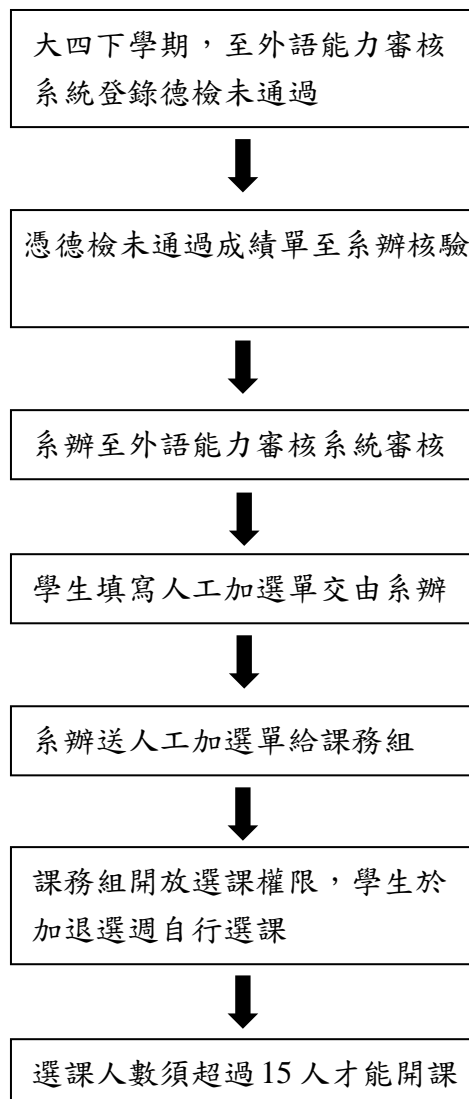 大四下學期，至外語能力審核
系統登錄德檢未通過
憑德檢未通過成績單至系辦核驗
系辦至外語能力審核系統審核
學生填寫人工加選單交由系辦
系辦送人工加選單給課務組
課務組開放選課權限，學生於
加退選週自行選課
選課人數須超過 15 人才能開課